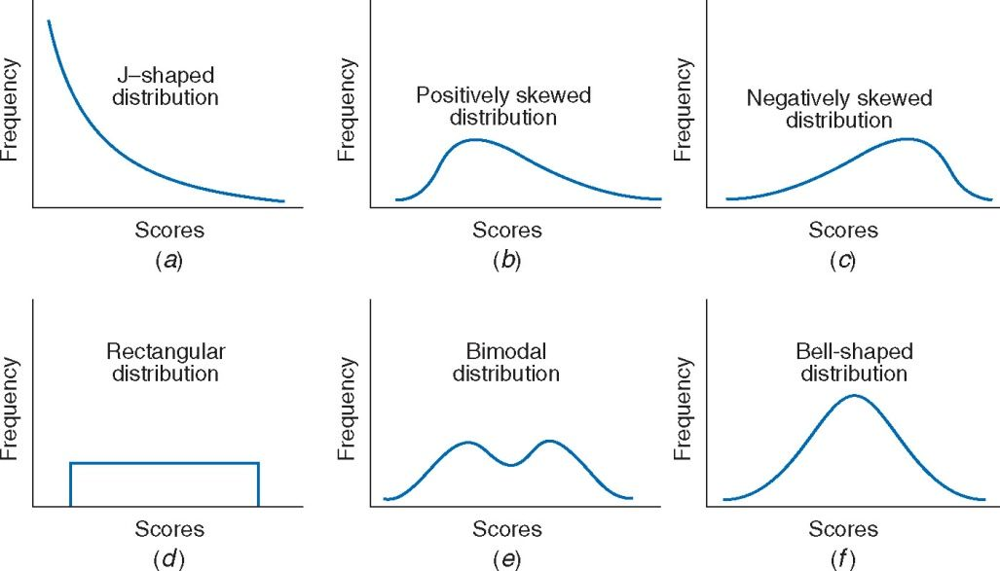 Frequency
J–shaped
distribution
Scores
(a)
Frequency
Positively skewed
distribution
Scores
(b)
Frequency
Negatively skewed
distribution
Scores
(c)
Frequency
Rectangular
distribution
Scores
(d)
Frequency
Bimodal
distribution
Scores
(e)
Frequency
Bell-shaped
distribution
Scores
(f)